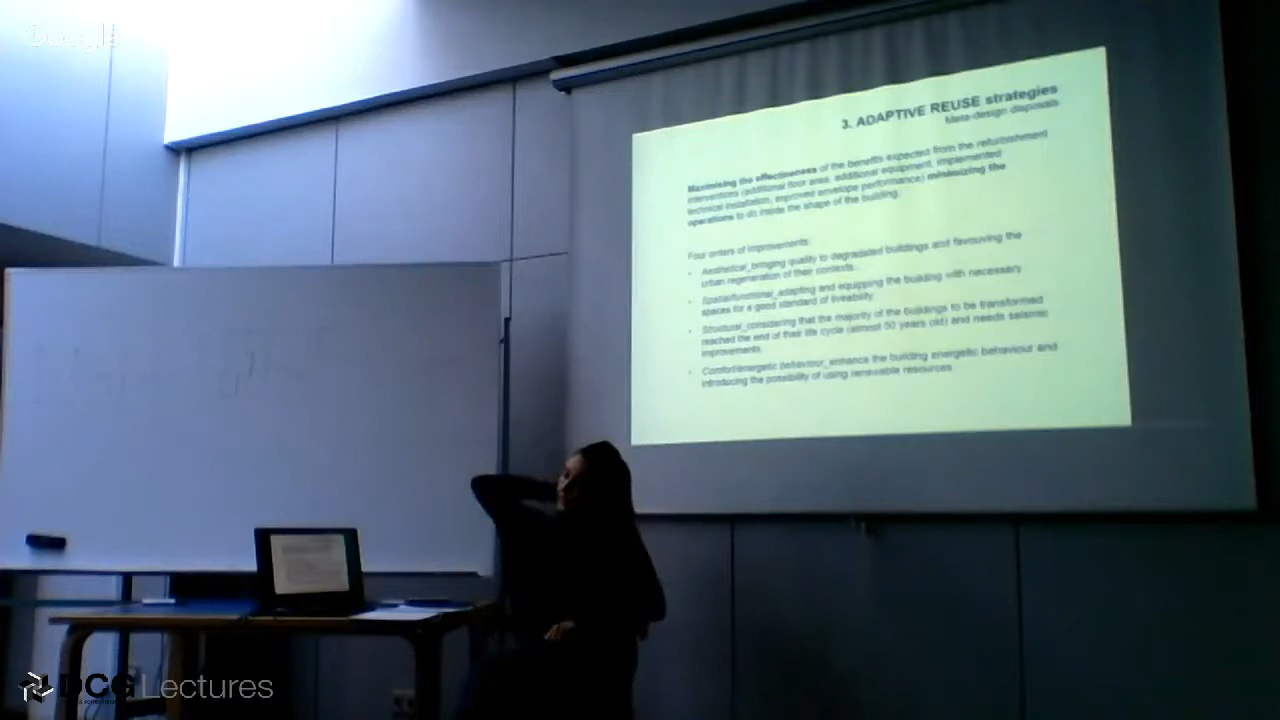 Google
3. ADAPTIVE REUSE strategies
Meta-design disposals
Maximising the effectiveness of the benefits expected from the refurbishment
interventions (additional floor area, additional equipment, implemented
technical installation, improved envelope performance) minimizing the
operations to do inside the shape of the building.
Four orders of improvements:
• Aesthetical_bringing quality to degradated buildings and favouving the
urban regeneration of their contexts.
• Spatial/functional_adapting and equipping the building with necessary
spaces for a good standard of liveability;
• Structural_considering that the majority of the buildings to be transformed
reached the end of their life cycle (almost 50 years old) and needs seismic
improvements;
• Comfort/energetic behaviour_enhance the building energetic behaviour and
introducing the possibility of using renewable resources
DCG Lectures